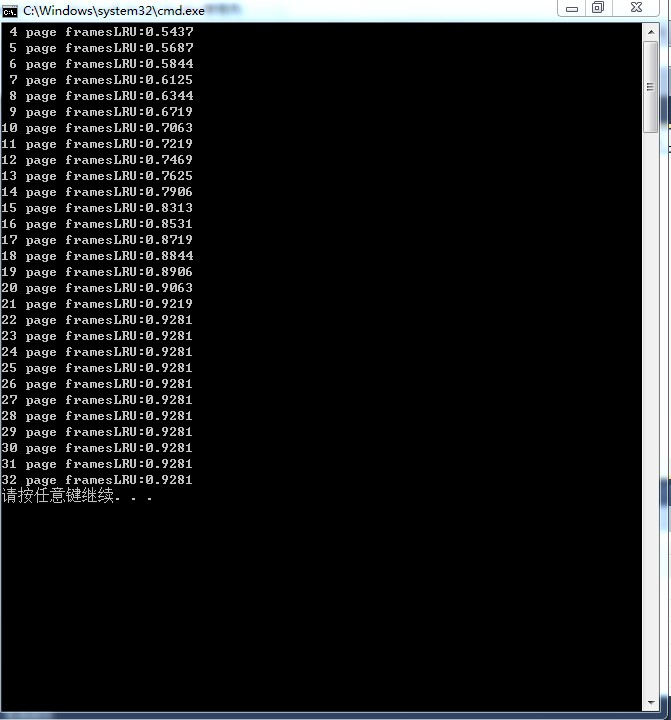 C:\Windows\system32\cmd.exe
4 page framesLRU:0.5437
5 page framesLRU:0.5687
6 page framesLRU:0.5844
7 page framesLRU:0.6125
8 page framesLRU:0.6344
9 page framesLRU:0.6719
10 page framesLRU:0.7063
11 page framesLRU:0.7219
12 page framesLRU:0.7469
13 page framesLRU:0.7625
14 page framesLRU:0.7906
15 page framesLRU:0.8313
16 page framesLRU:0.8531
17 page framesLRU:0.8719
18 page framesLRU:0.8844
19 page framesLRU:0.8906
20 page framesLRU:0.9063
21 page framesLRU:0.9219
22 page framesLRU:0.9281
23 page framesLRU:0.9281
24 page framesLRU:0.9281
25 page framesLRU:0.9281
26 page framesLRU:0.9281
27 page framesLRU:0.9281
28 page framesLRU:0.9281
29 page framesLRU:0.9281
30 page framesLRU:0.9281
31 page framesLRU:0.9281
32 page framesLRU:0.9281
请按任意键继续. . .